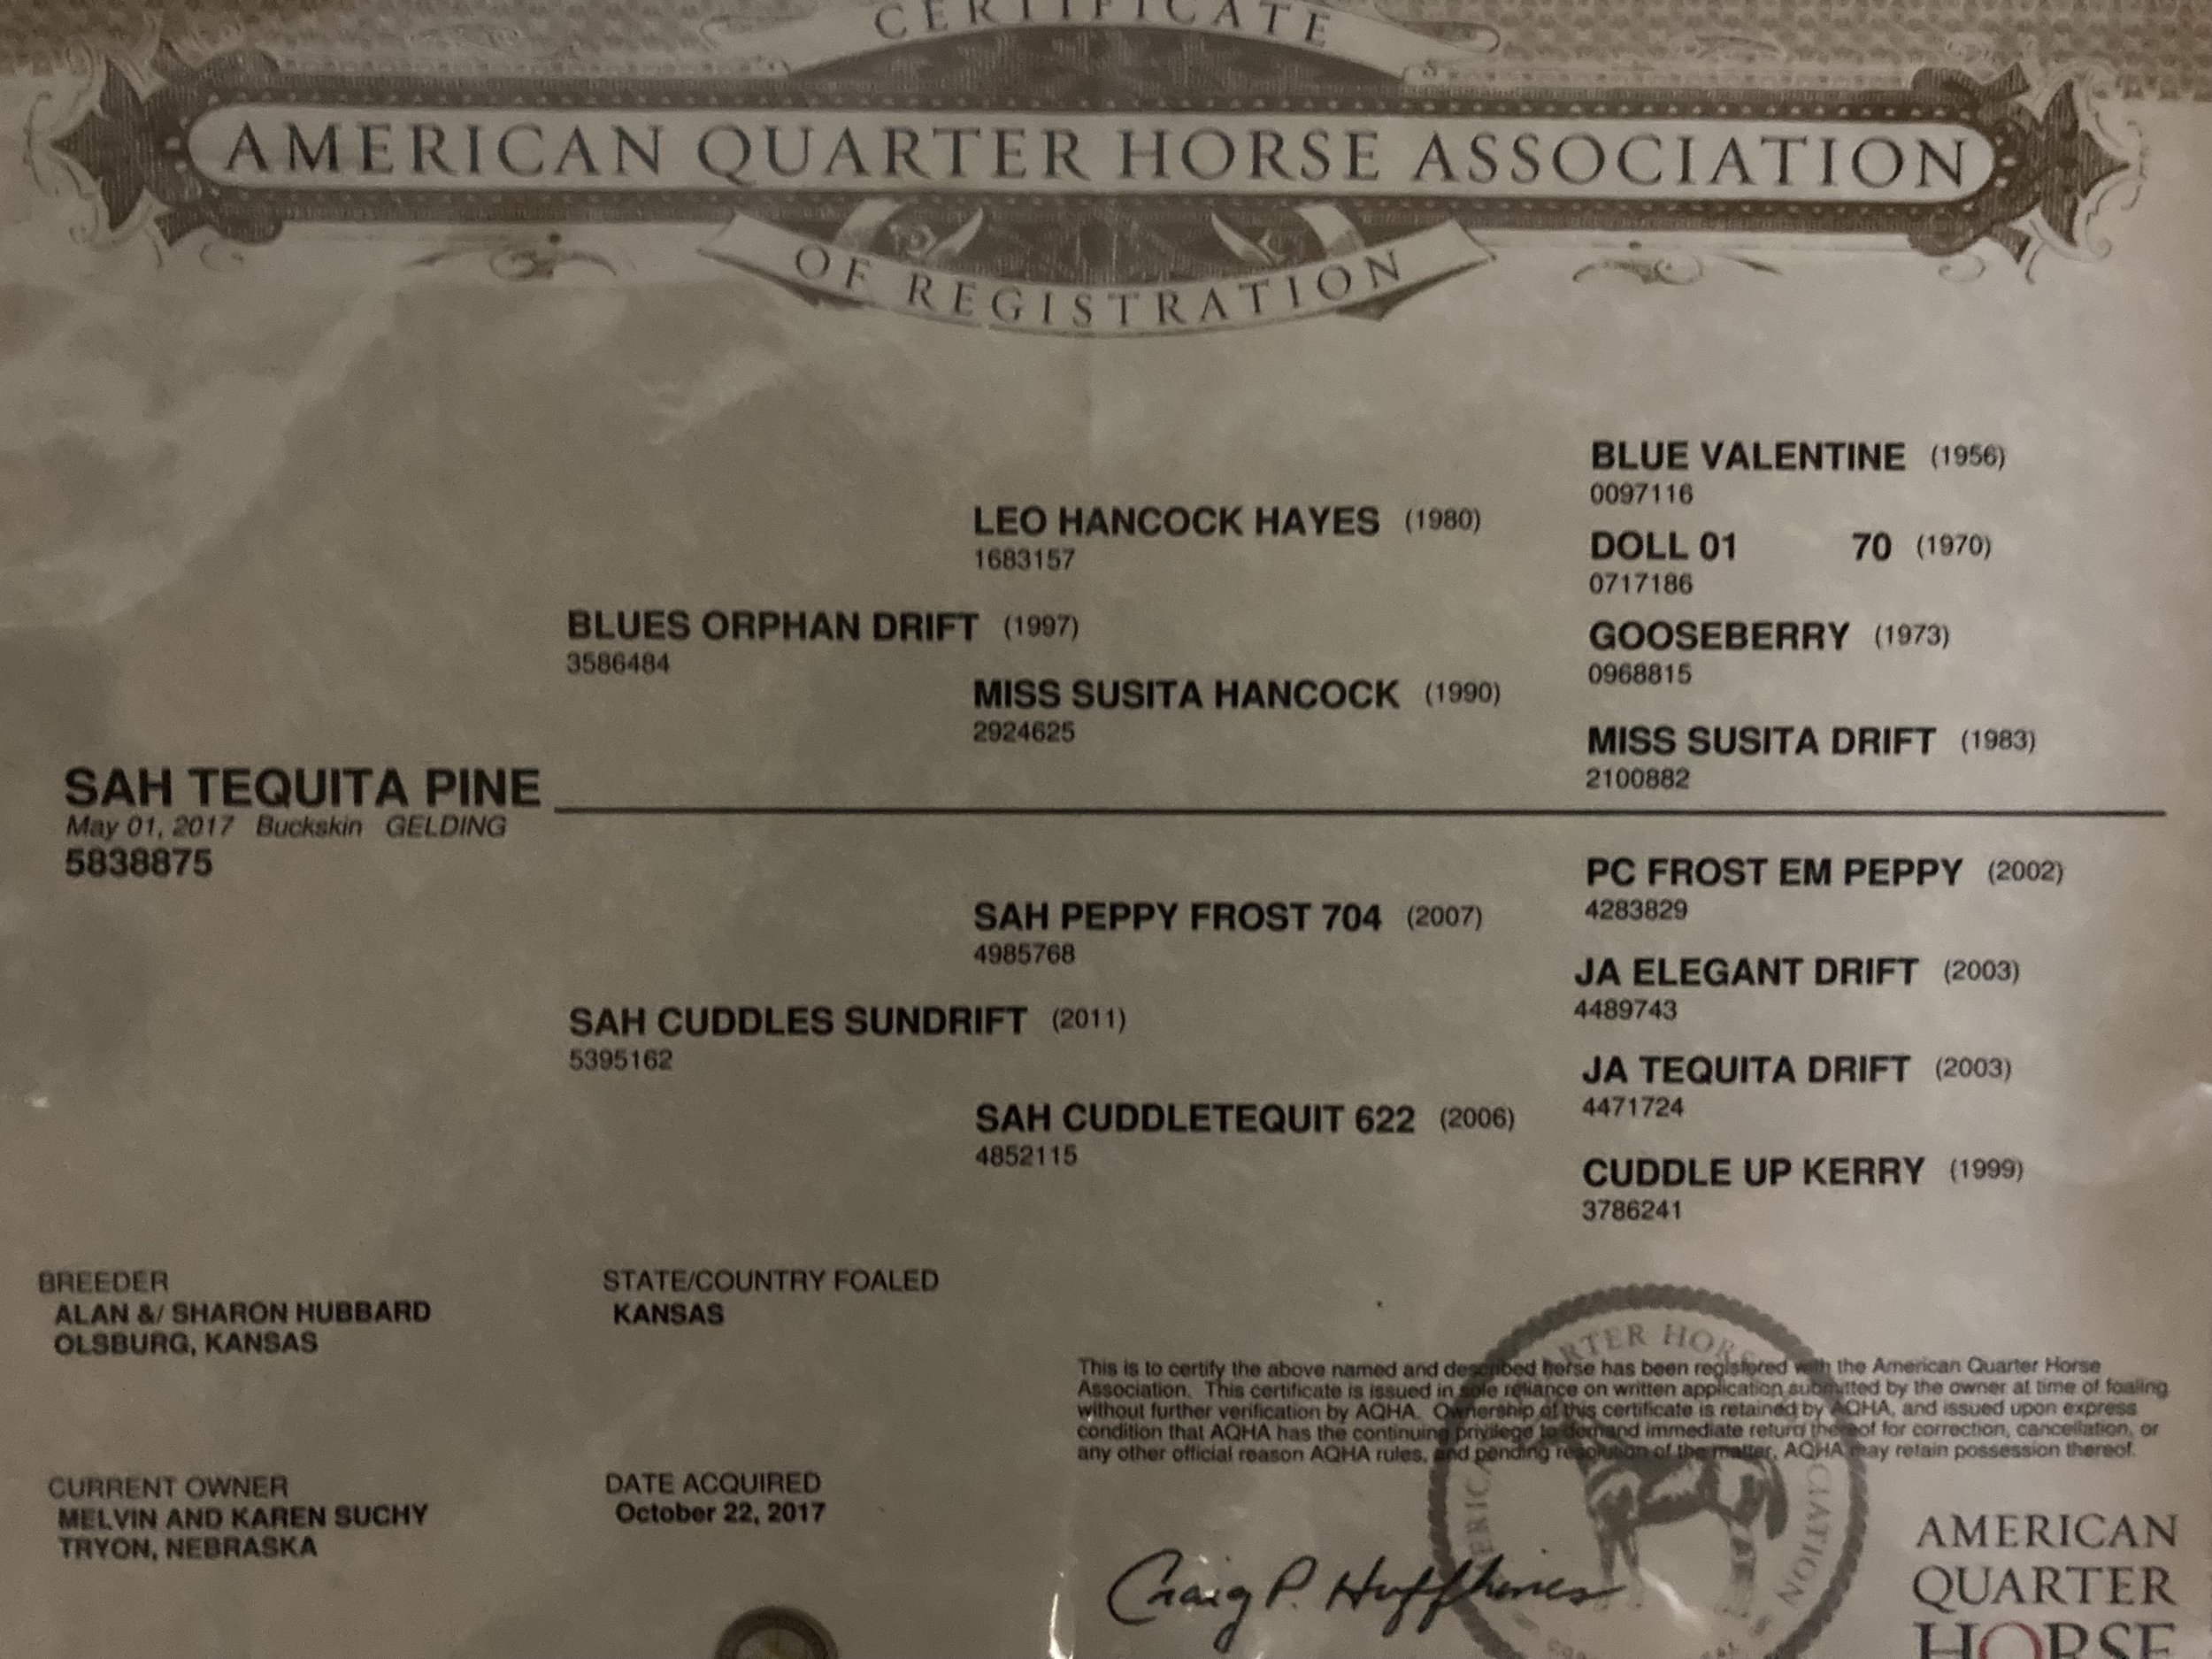 CERTIFICATE
AMERICAN QUARTER HORSE ASSOCIATION
OF REGISTRATION
BLUE VALENTINE (1956)
0097116
LEO HANCOCK HAYES (1980)
1683157
DOLL 01 70 (1970)
0717186
BLUES ORPHAN DRIFT (1997)
3586484
GOOSEBERRY (1973)
0968815
MISS SUSITA HANCOCK (1990)
2924625
MISS SUSITA DRIFT (1983)
2100882
SAH TEQUITA PINE
May 01, 2017 Buckskin GELDING
5838875
PC FROST EM PEPPY (2002)
4283829
SAH PEPPY FROST 704 (2007)
4985768
JA ELEGANT DRIFT (2003)
4489743
SAH CUDDLES SUNDRIFT (2011)
5395162
JA TEQUITA DRIFT (2003)
4471724
SAH CUDDLETEQUIT 622 (2006)
4852115
CUDDLE UP KERRY (1999)
3786241
BREEDER
ALAN &/ SHARON HUBBARD
OLSBURG, KANSAS
STATE/COUNTRY FOALED
KANSAS
This is to certify the above named and described horse has been registered with the American Quarter Horse
Association. This certificate is issued in sole reliance on written application submitted by the owner at time of foaling
without further verification by AQHA. Ownership of this certificate is retained by AQHA, and issued upon express
condition that AQHA has the continuing privilege to demand immediate return thereof for correction, cancellation, or
any other official reason AQHA rules, and pending resolution of the matter, AQHA may retain possession thereof.
CURRENT OWNER
MELVIN AND KAREN SUCHY
TRYON, NEBRASKA
DATE ACQUIRED
October 22, 2017
Craig P. Huffhines
AMERICAN
QUARTER
HORSE